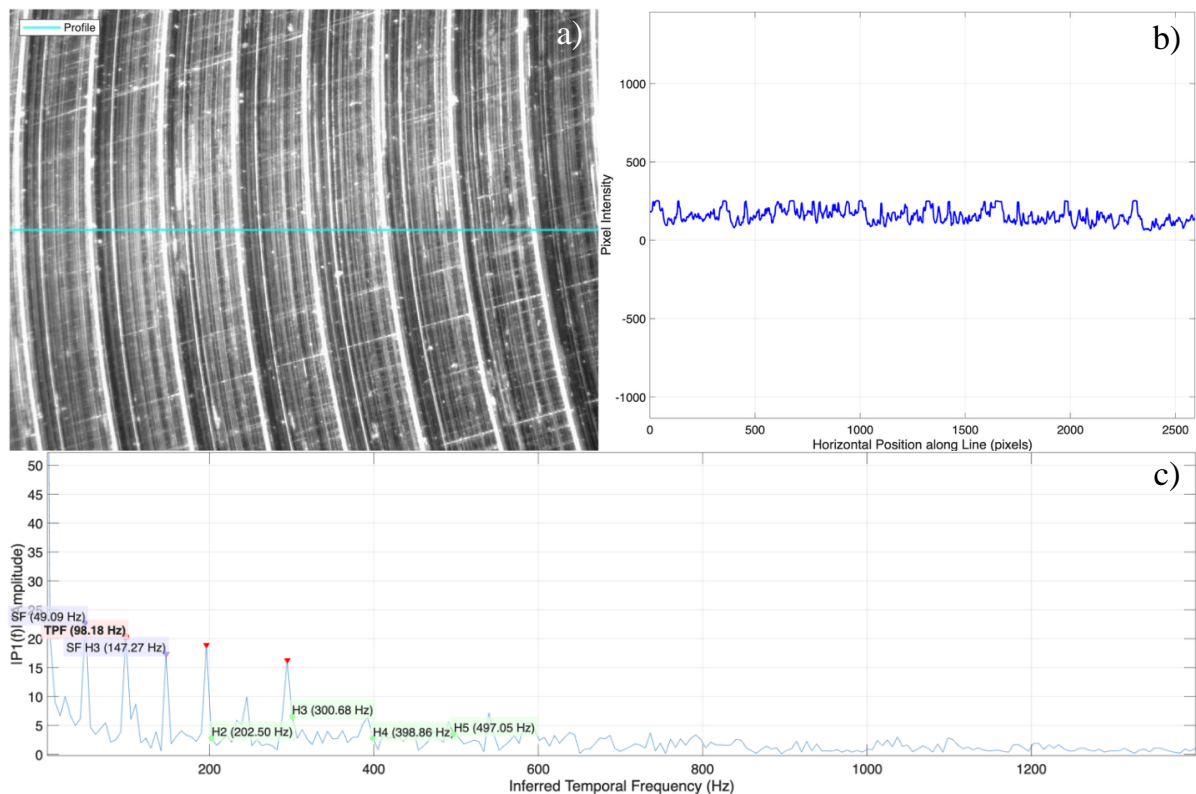 Profile
a)
b)
1000
500
0
-500
-1000
Pixel Intensity
0
500
1000
1500
2000
2500
Horizontal Position along Line (pixels)
c)
50
45
40
35
30
25
20
15
10
5
0
|P1(f)| Amplitude)
SF (49.09 Hz)
TPF (98.18 Hz)
SF H3 (147.27 Hz)
H2 (202.50 Hz)
H3 (300.68 Hz)
H4 (398.86 Hz)
H5 (497.05 Hz)
200
400
600
800
1000
1200
Inferred Temporal Frequency (Hz)